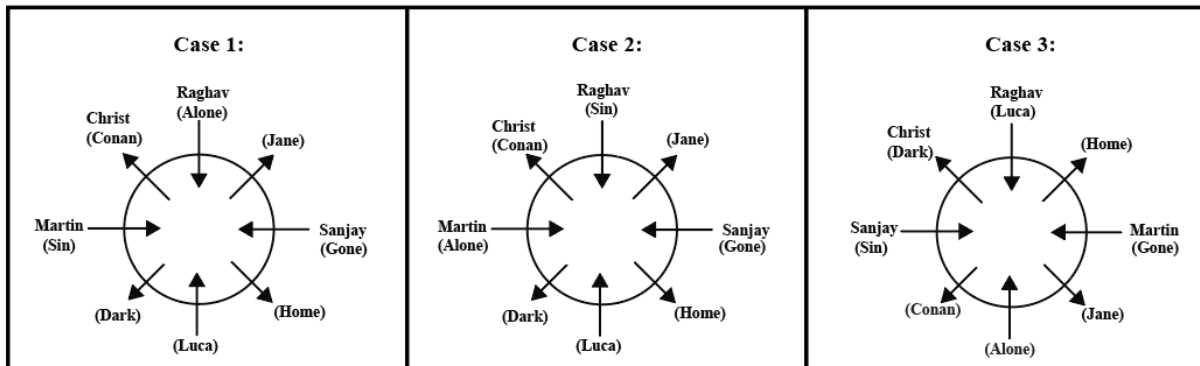 Case 1:
Raghav
(Alone)
Christ
(Conan)
(Jane)
Martin
(Sin)
Sanjay
(Gone)
(Dark)
(Home)
(Luca)
Case 2:
Raghav
(Sin)
Christ
(Conan)
(Jane)
Martin
(Alone)
Sanjay
(Gone)
(Dark)
(Home)
(Luca)
Case 3:
Raghav
(Luca)
Christ
(Dark)
(Home)
Sanjay
(Sin)
Martin
(Gone)
(Conan)
(Jane)
(Alone)